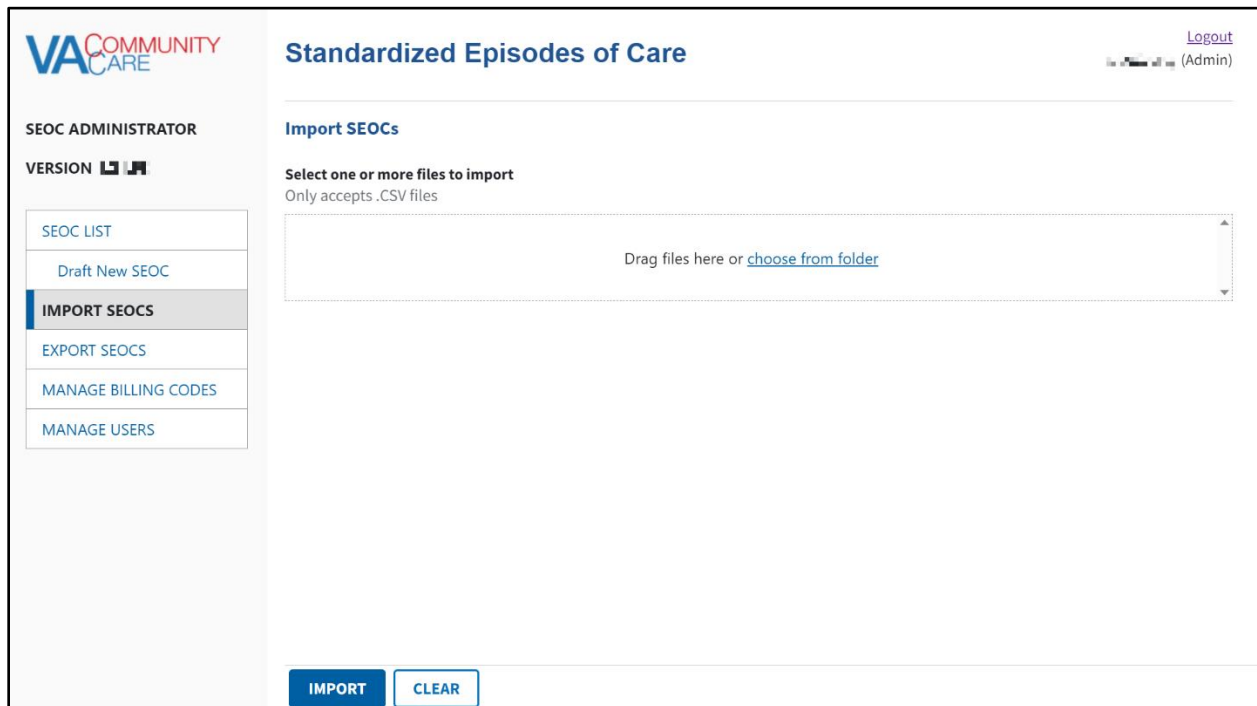 VA COMMUNITY CARE
Standardized Episodes of Care
Logout
(Admin)
SEOC ADMINISTRATOR
VERSION
SEOC LIST
Draft New SEOC
IMPORT SEOCS
EXPORT SEOCS
MANAGE BILLING CODES
MANAGE USERS
Import SEOCs
Select one or more files to import
Only accepts .CSV files
Drag files here or choose from folder
IMPORT
CLEAR